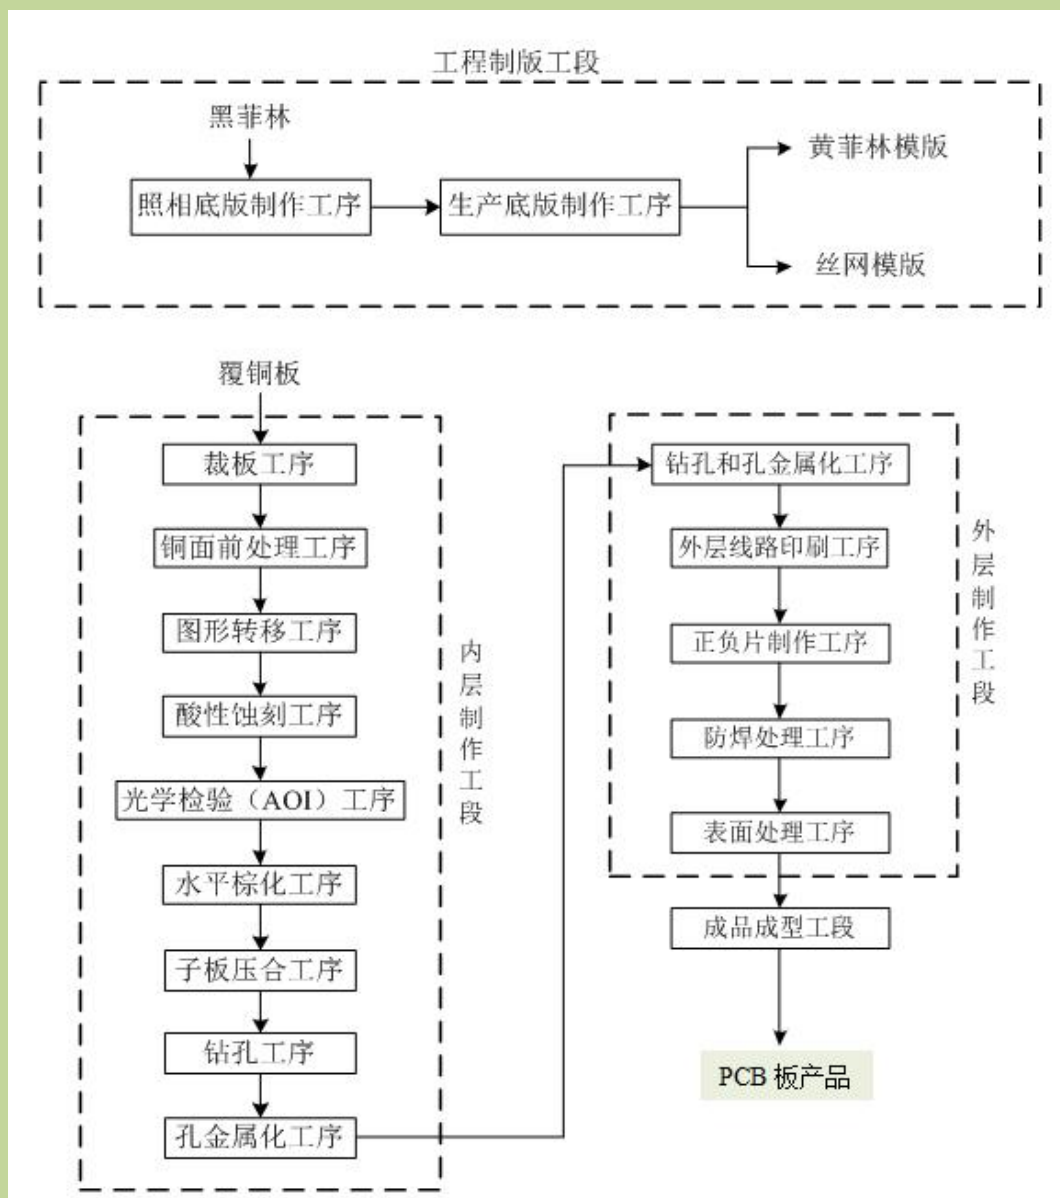 工程制版工段
黑菲林
照相底版制作工序
生产底版制作工序
黄菲林模版
丝网模版
覆铜板
裁板工序
铜面前处理工序
图形转移工序
酸性蚀刻工序
光学检验（AOI）工序
水平棕化工序
子板压合工序
钻孔工序
孔金属化工序
内层制作工段
钻孔和孔金属化工序
外层线路印刷工序
正负片制作工序
防焊处理工序
表面处理工序
外层制作工段
成品成型工段
PCB 板产品